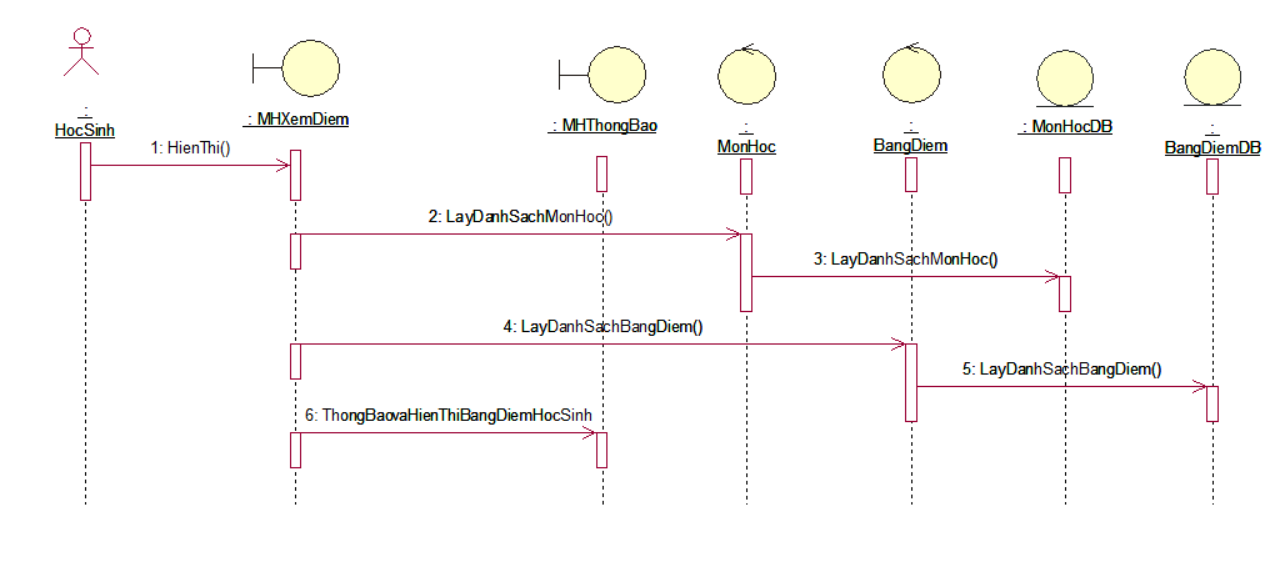 :
HocSinh
: MHXemDiem
: MHThongBao
:
MonHoc
:
BangDiem
: MonHocDB
:
BangDiemDB
1: HienThi()
2: LayDanhSachMonHoc()
3: LayDanhSachMonHoc()
4: LayDanhSachBangDiem()
5: LayDanhSachBangDiem()
6: ThongBaovaHienThiBangDiemHocSinh